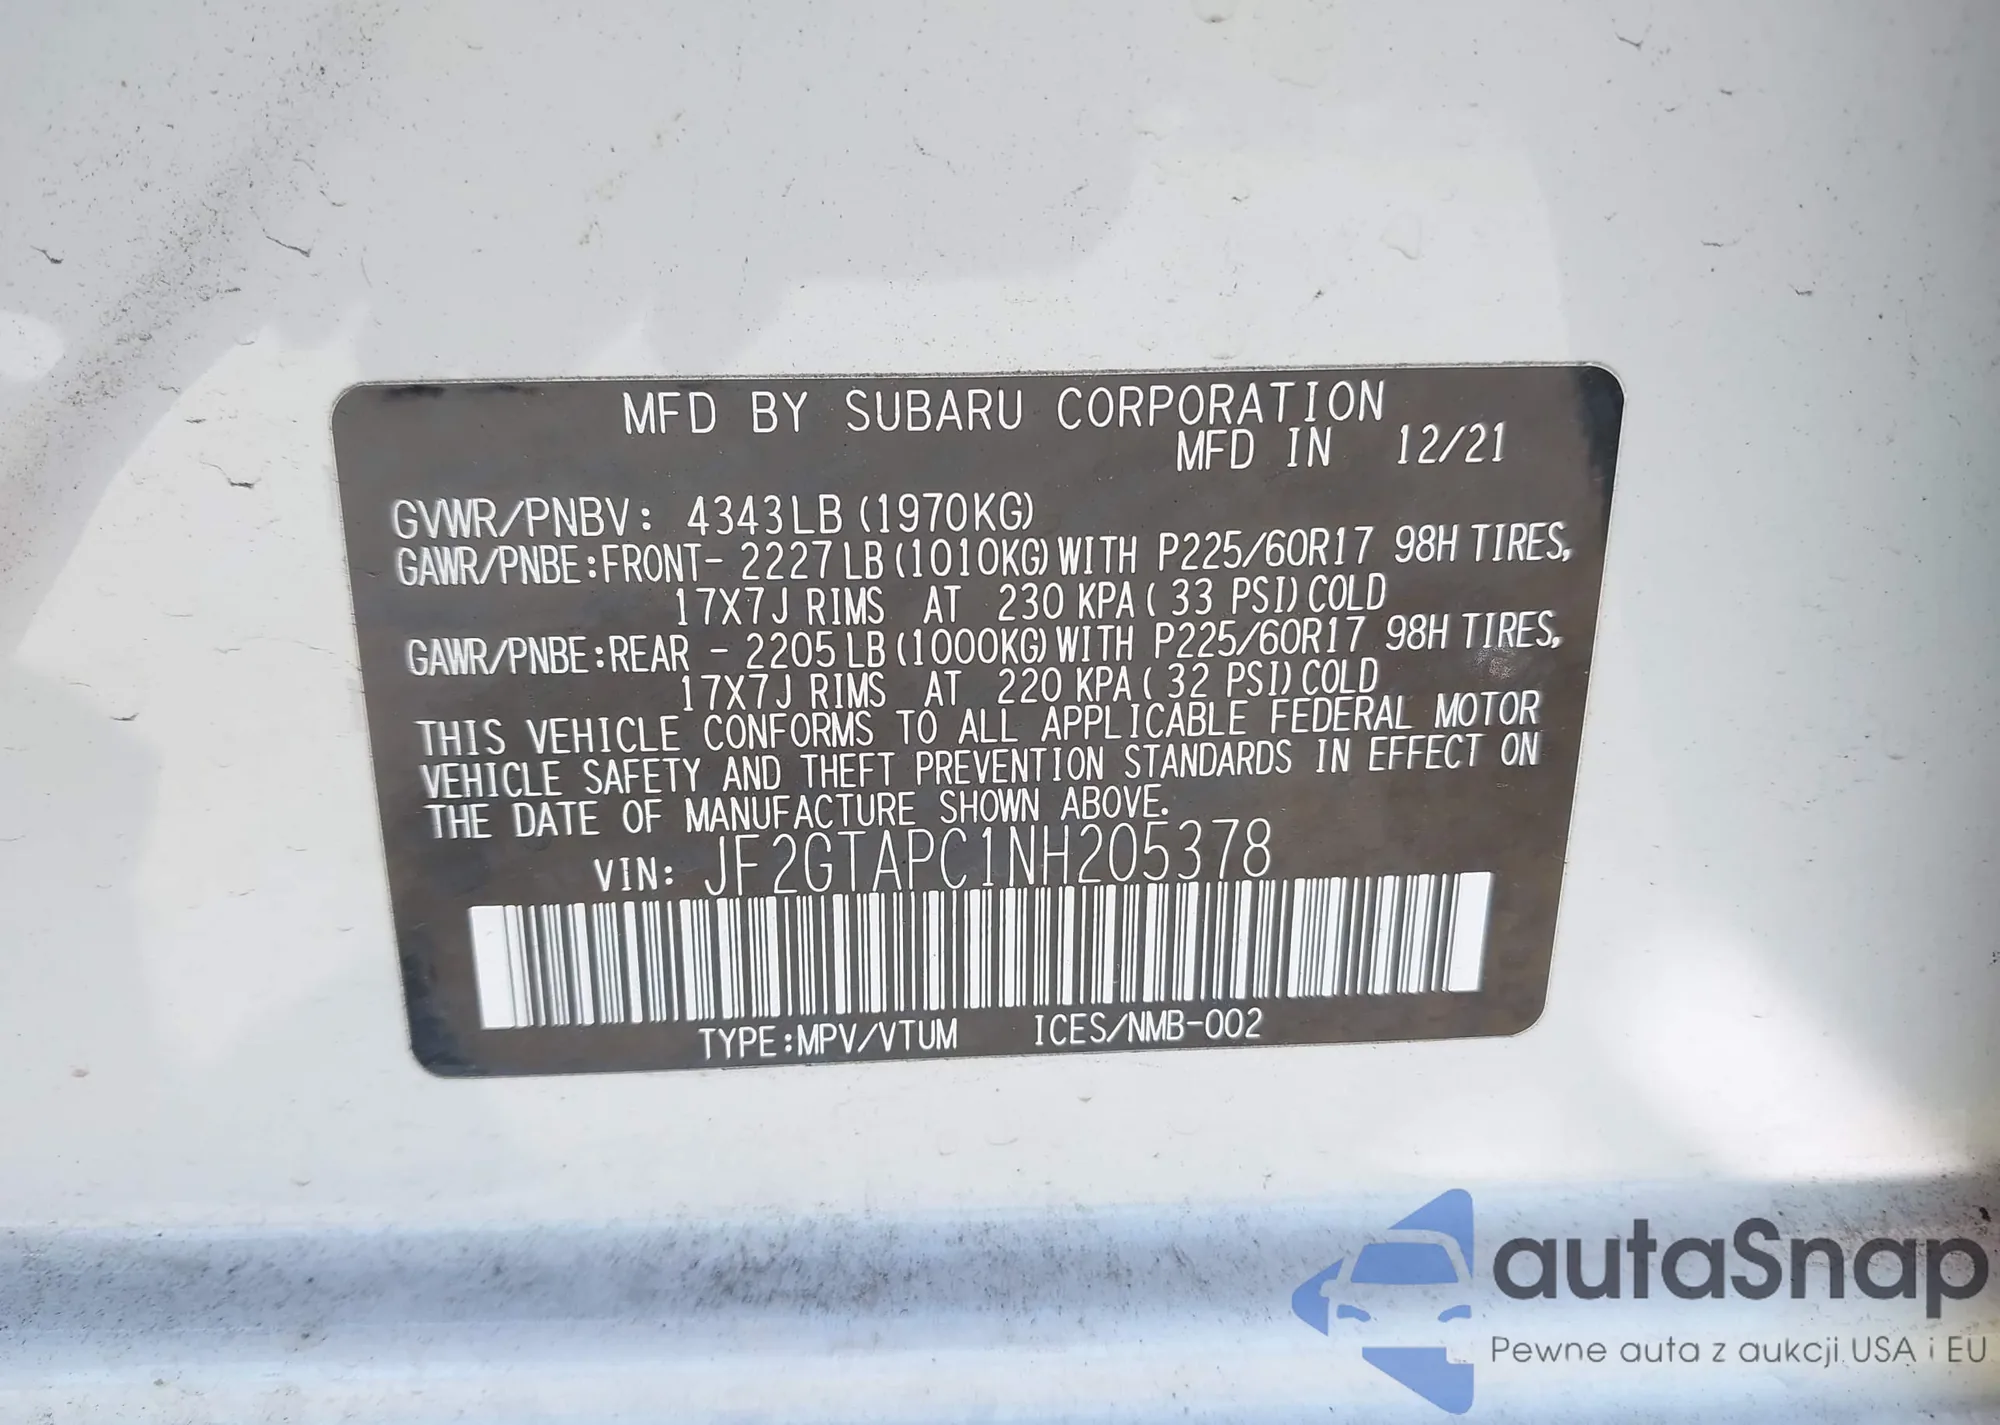 MFD BY SUBARU CORPORATION
MFD IN 12/21
GVWR/PNBV: 4343LB(1970KG)
GAWR/PNBE:FRONT- 2227LB(1010KG)WITH P225/60R17 98H TIRES,
17X7J RIMS AT 230 KPA( 33 PSI)COLD
GAWR/PNBE:REAR - 2205LB(1000KG)WITH P225/60R17 98H TIRES,
17X7J RIMS AT 220 KPA( 32 PSI)COLD
THIS VEHICLE CONFORMS TO ALL APPLICABLE FEDERAL MOTOR
VEHICLE SAFETY AND THEFT PREVENTION STANDARDS IN EFFECT ON
THE DATE OF MANUFACTURE SHOWN ABOVE.
VIN: JF2GTAPC1NH205378
TYPE:MPV/VTUM ICES/NMB-002
autaSnap
Pewne auta z aukcji USA i EU